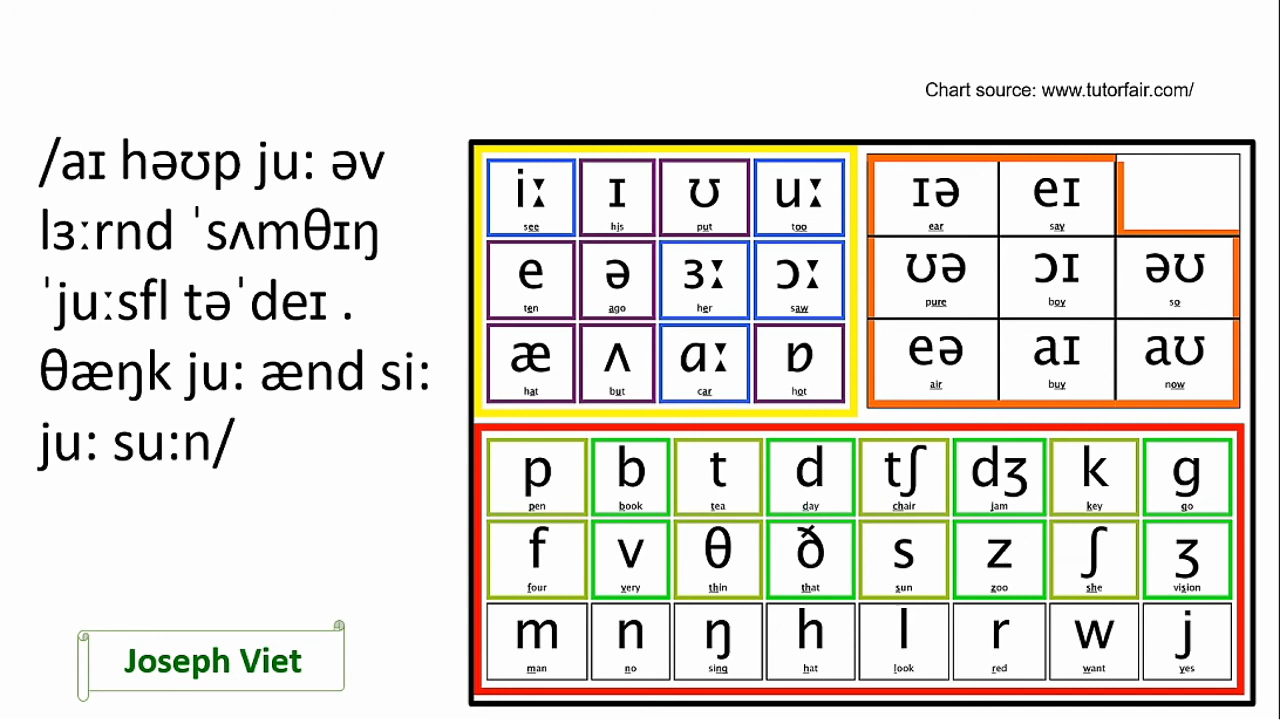 Chart source: www.tutorfair.com/
/aɪ həʊp ju: əv
lɜːrnd ˈsʌmθɪŋ
ˈjuːsfl təˈdeɪ .
θæŋk ju: ænd si:
ju: su:n/
Joseph Viet
iː ɪ ʊ uː
see his put too
e ə ɜː ɔː
ten ago her saw
æ ʌ ɑː ɒ
hat but car hot
ɪə eɪ
ear say
ʊə ɔɪ əʊ
pure boy so
eə aɪ aʊ
air buy now
p b t d tʃ dʒ k g
pen book tea day chair jam key go
f v θ ð s z ʃ ʒ
four very thin that sun zoo she vision
m n ŋ h l r w j
man no sing hat look red want yes